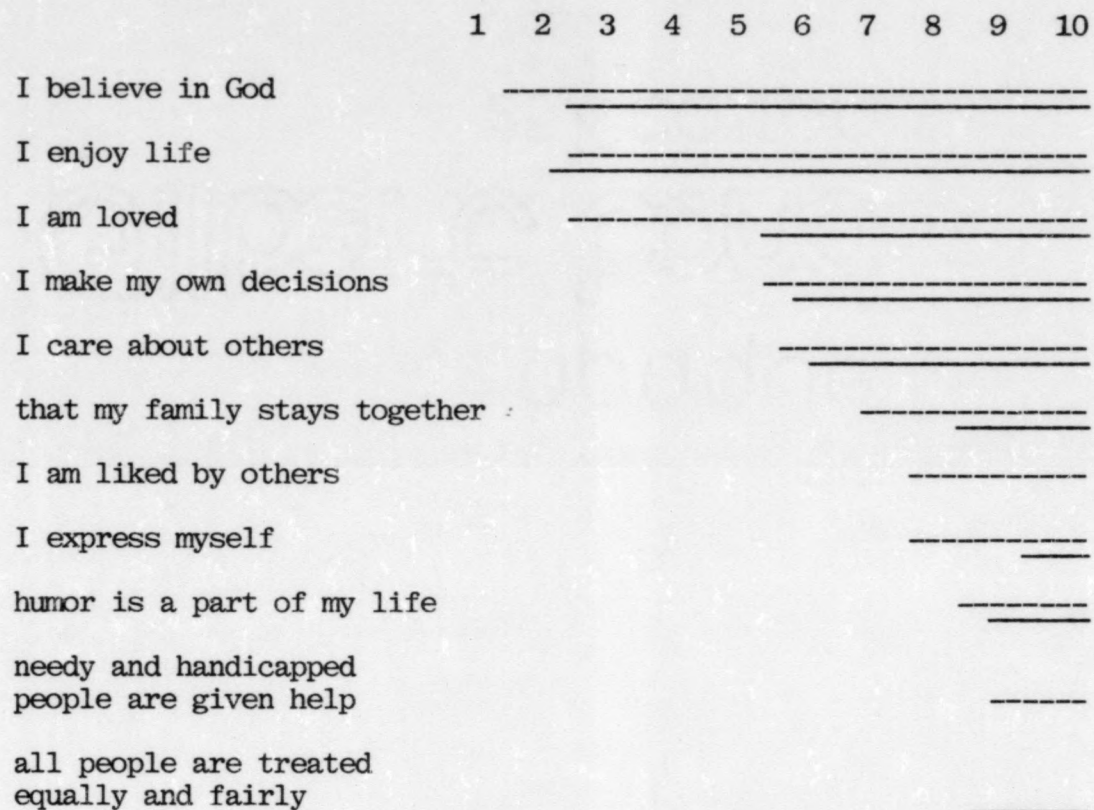 1 2 3 4 5 6 7 8 9 10
I believe in God
I enjoy life
I am loved
I make my own decisions
I care about others
that my family stays together
I am liked by others
I express myself
humor is a part of my life
needy and handicapped
people are given help
all people are treated
equally and fairly